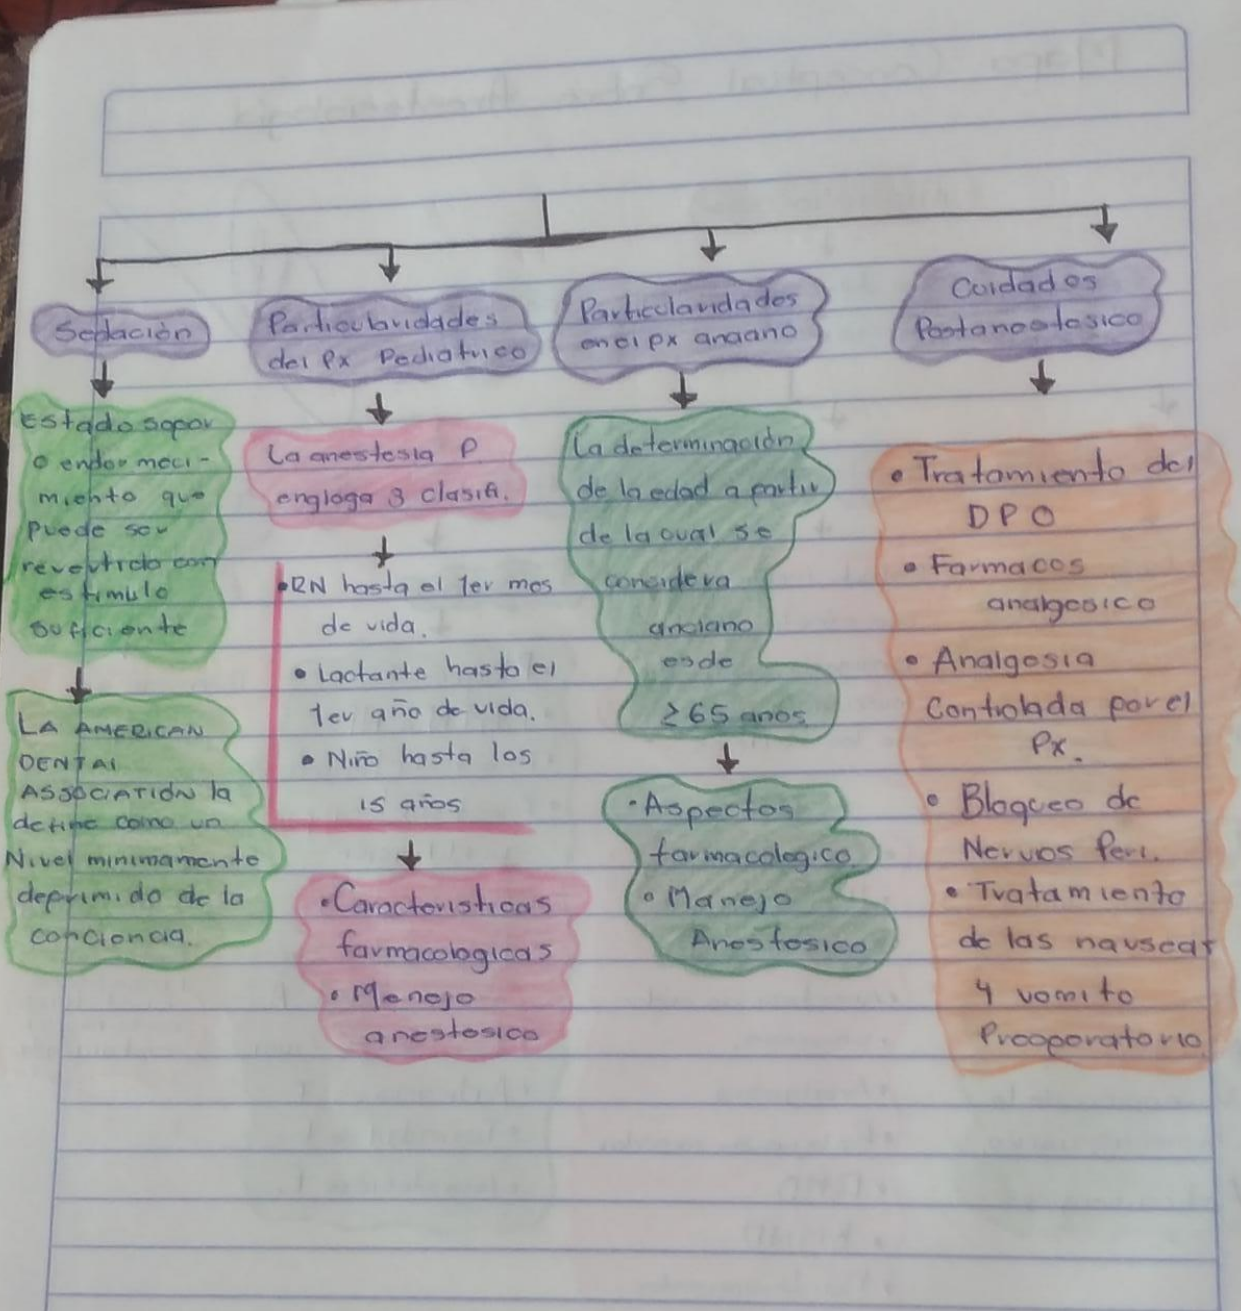 Sedación
Estado sopor
o endormeci-
miento que
puede ser
revertido con
estimulo
suficiente
LA AMERICAN
DENTAL
ASSOCIATION la
define como un
Nivel minimamente
deprimido de la
conciencia.
Particularidades
del Px Pediatrico
La anestesia P
engloga 3 clasifi.
• RN hasta el 1er mes
de vida.
• Lactante hasta el
1er año de vida.
• Niño hasta los
15 años
• Caracteristicas
farmacologicas
• Manejo
anestesico
Particularidades
en el px anciano
La determinación
de la edad a partir
de la cual se
considera
anciano
es de
≥65 anos
• Aspectos
farmacologico
• Manejo
Anestesico
Cuidados
Postanestesico
• Tratamiento del
DPO
• Farmacos
analgesico
• Analgesia
Controlada por el
Px.
• Bloqueo de
Nervos Peri.
• Tratamiento
de las nauseas
y vomito
Preoperatorio